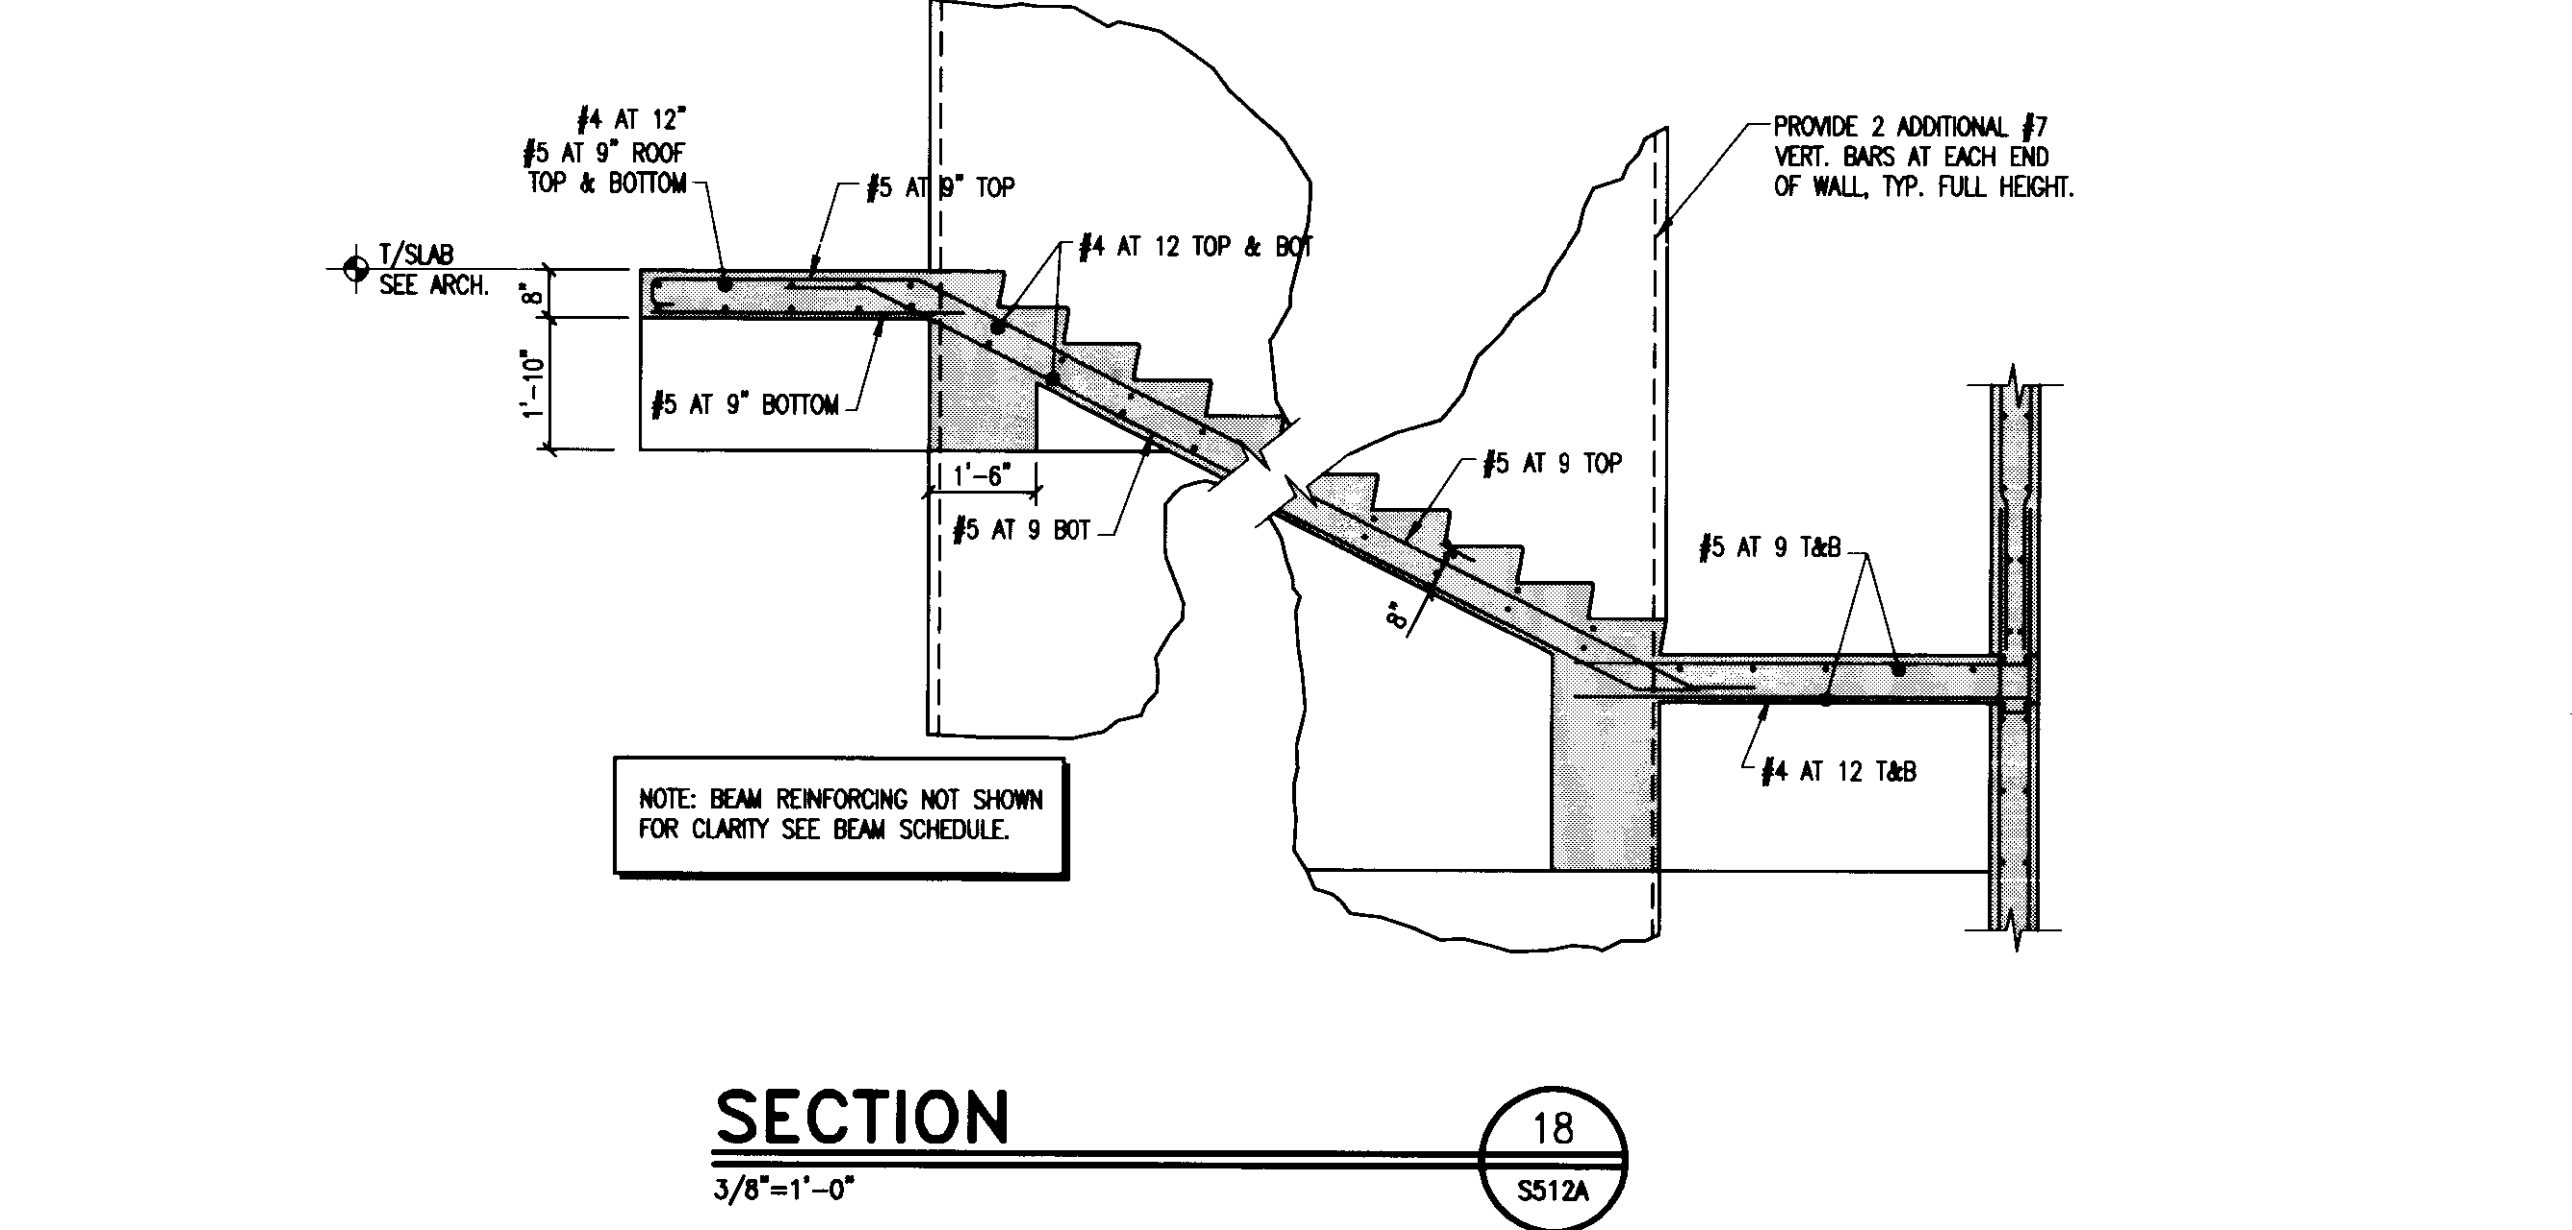 #4 AT 12"
#5 AT 9" ROOF
TOP & BOTTOM
#5 AT 9" TOP
#4 AT 12 TOP & BOT
PROVIDE 2 ADDITIONAL #7
VERT. BARS AT EACH END
OF WALL, TYP. FULL HEIGHT.
T/SLAB
SEE ARCH.
8"
1'-10"
#5 AT 9" BOTTOM
1'-6"
#5 AT 9 BOT
#5 AT 9 TOP
8"
#5 AT 9 T&B
#4 AT 12 T&B
NOTE: BEAM REINFORCING NOT SHOWN
FOR CLARITY SEE BEAM SCHEDULE.
SECTION
3/8"=1'-0"
18
S512A